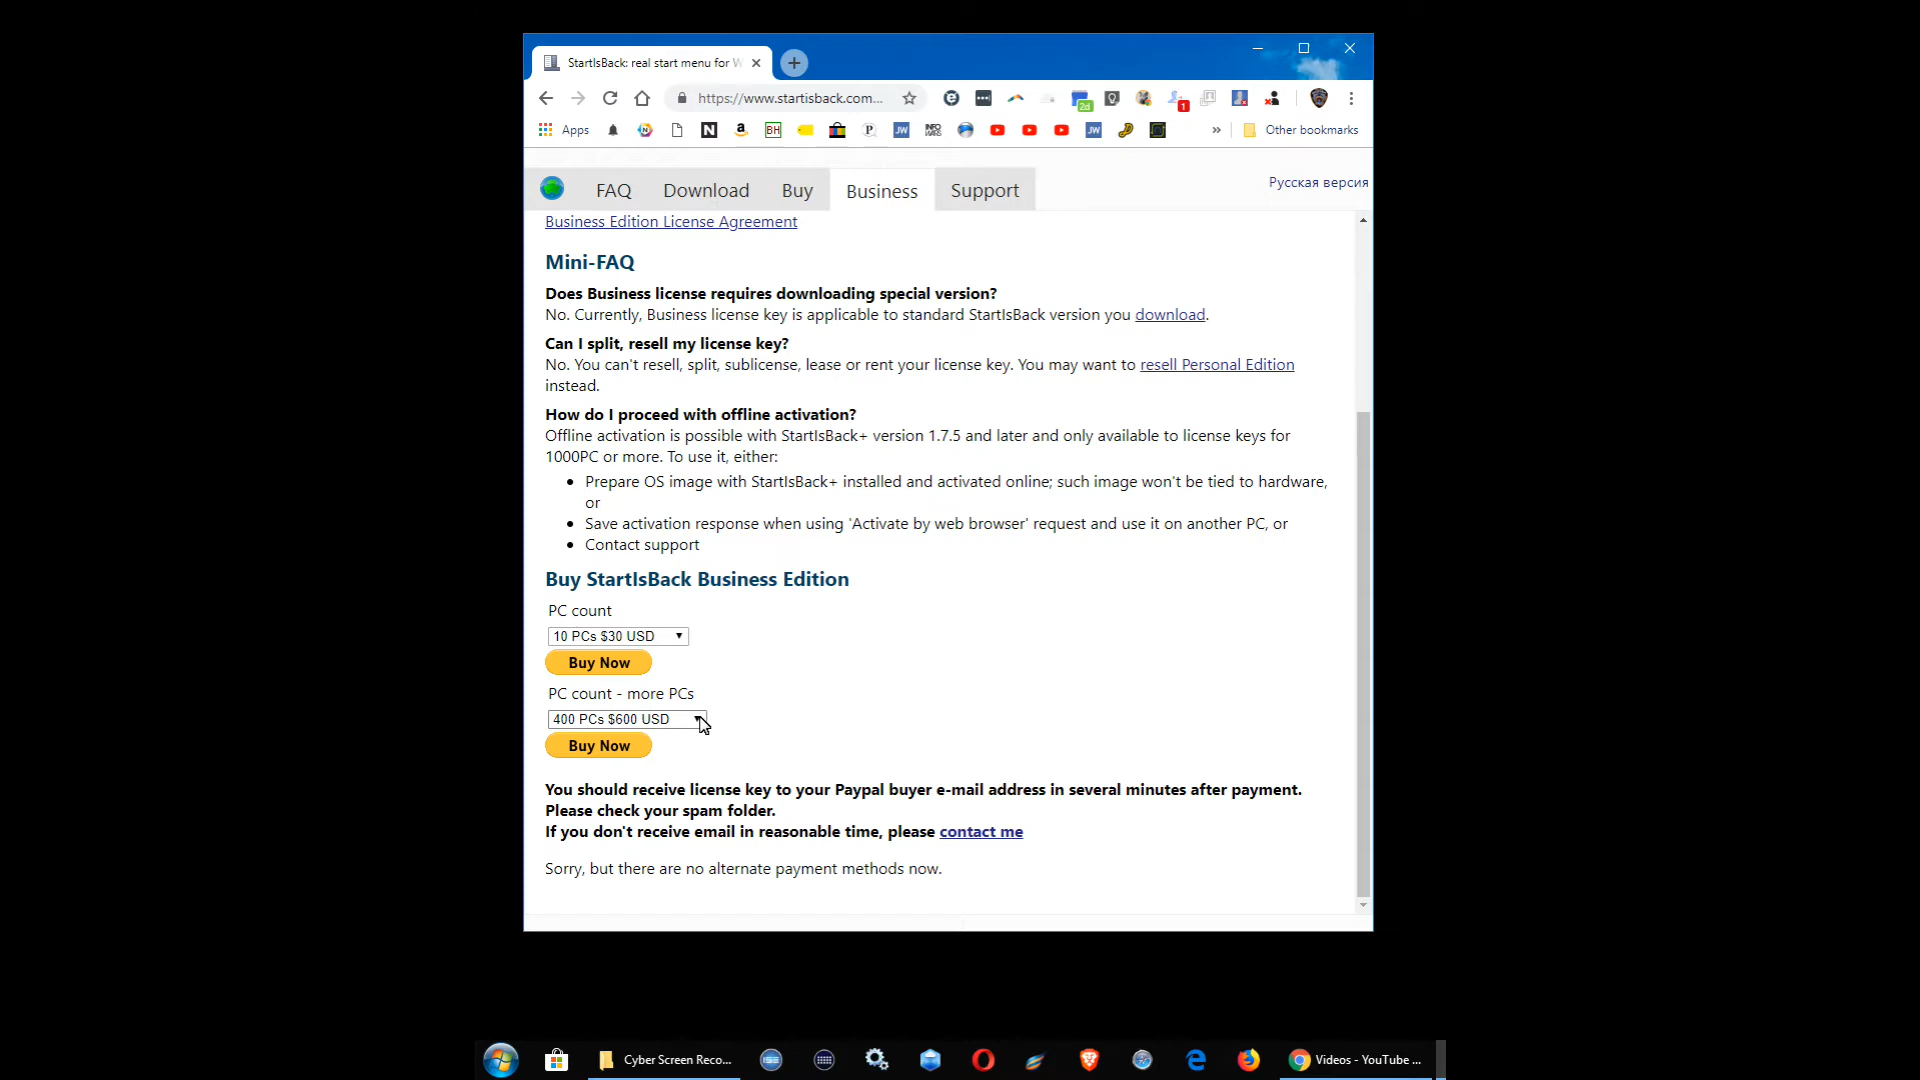 StartIsBack: real start menu for W
https://www.startisback.com...
2d
1
Apps
N
a
BH
P
JW
INFO
WARS
JW
»
Other bookmarks
FAQ
Download
Buy
Business
Support
Русская версия
Business Edition License Agreement
Mini-FAQ
Does Business license requires downloading special version?
No. Currently, Business license key is applicable to standard StartIsBack version you download.
Can I split, resell my license key?
No. You can't resell, split, sublicense, lease or rent your license key. You may want to resell Personal Edition
instead.
How do I proceed with offline activation?
Offline activation is possible with StartIsBack+ version 1.7.5 and later and only available to license keys for
1000PC or more. To use it, either:
• Prepare OS image with StartIsBack+ installed and activated online; such image won't be tied to hardware,
or
• Save activation response when using 'Activate by web browser' request and use it on another PC, or
• Contact support
Buy StartIsBack Business Edition
PC count
10 PCs $30 USD
Buy Now
PC count - more PCs
400 PCs $600 USD
Buy Now
You should receive license key to your Paypal buyer e-mail address in several minutes after payment.
Please check your spam folder.
If you don't receive email in reasonable time, please contact me
Sorry, but there are no alternate payment methods now.
Cyber Screen Reco...
Videos - YouTube ...